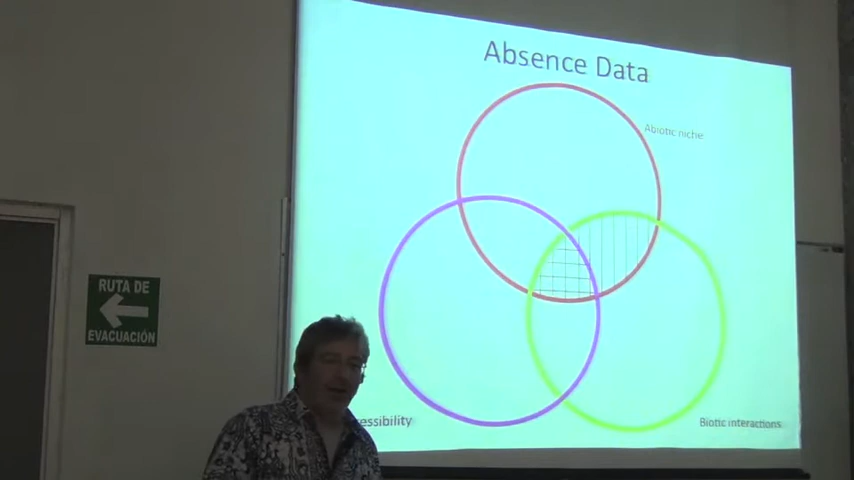 Absence Data
Abiotic niche
RUTA DE
EVACUACIÓN
Biotic interactions